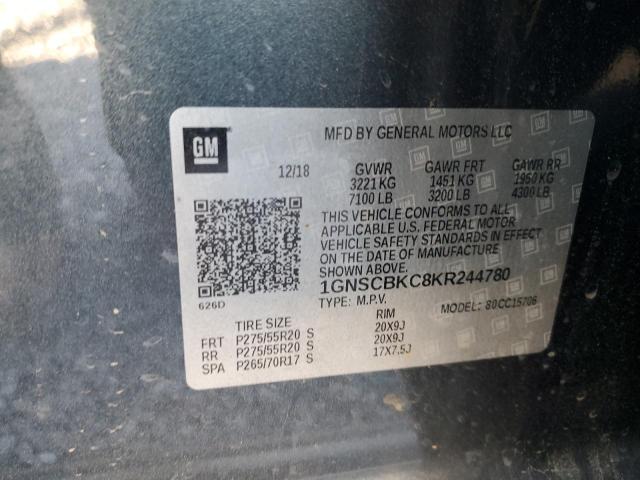 GM
MFD BY GENERAL MOTORS LLC
12/18 GVWR GAWR FRT GAWR RR
3221 KG 1451 KG 1950 KG
7100 LB 3200 LB 4300 LB
THIS VEHICLE CONFORMS TO ALL
APPLICABLE U.S. FEDERAL MOTOR
VEHICLE SAFETY STANDARDS IN EFFECT
ON THE DATE OF MANUFACTURE
SHOWN ABOVE.
1GNSCBKC8KR244780
626D
TYPE: M.P.V. MODEL: 80CC15706
TIRE SIZE RIM
FRT P275/55R20 S 20X9J
RR P275/55R20 S 20X9J
SPA P265/70R17 S 17X7.5J